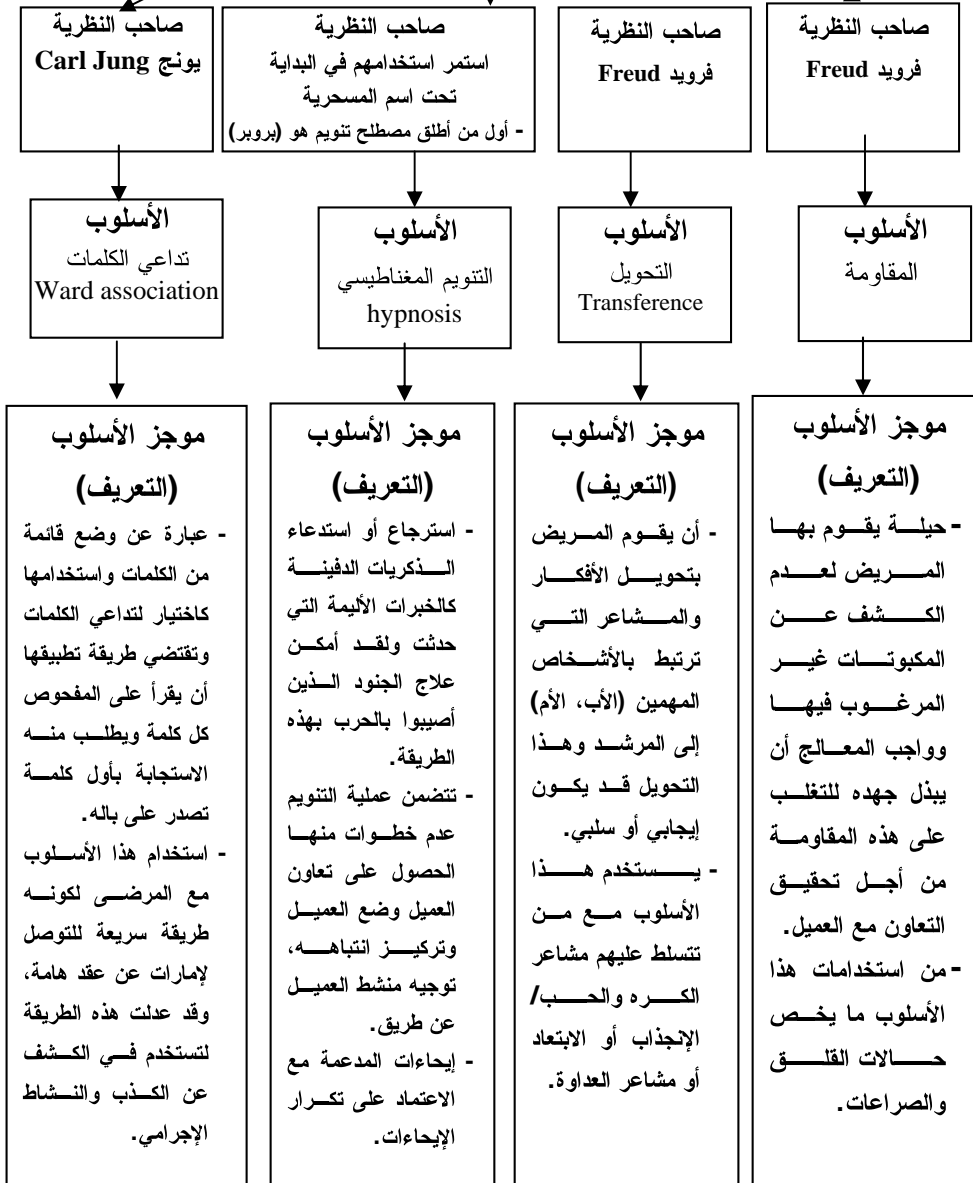 صاحب النظرية
فرويد Freud
الأسلوب
المقاومة
موجز الأسلوب
(التعريف)
- حيلة يقوم بها
المريض لعدم
الكشف عن
المكبوتات غير
المرغوب فيها
وواجب المعالج أن
يبذل جهده للتغلب
على هذه المقاومة
من أجل تحقيق
التعاون مع العميل.
- من استخدامات هذا
الأسلوب ما يخص
حالات القلق
والصراعات.
صاحب النظرية
فرويد Freud
الأسلوب
التحويل
Transference
موجز الأسلوب
(التعريف)
- أن يقوم المريض
بتحويل الأفكار
والمشاعر التي
ترتبط بالأشخاص
المهمين (الأب، الأم)
إلى المرشد وهذا
التحويل قد يكون
إيجابي أو سلبي.
- يستخدم هذا
الأسلوب مع من
تتسلط عليهم مشاعر
الكره والحب/
الإنجذاب أو الابتعاد
أو مشاعر العداوة.
صاحب النظرية
استمر استخدامهم في البداية
تحت اسم المسحرية
- أول من أطلق مصطلح تنويم هو (بروبر)
الأسلوب
التنويم المغناطيسي
hypnosis
موجز الأسلوب
(التعريف)
- استرجاع أو استدعاء
الذكريات الدفينة
كالخبرات الأليمة التي
حدثت ولقد أمكن
علاج الجنود الذين
أصيبوا بالحرب بهذه
الطريقة.
- تتضمن عملية التنويم
عدم خطوات منها
الحصول على تعاون
العميل وضع العميل
وتركيز انتباهه،
توجيه منشط العميل
عن طريق.
- إيحاءات المدعمة مع
الاعتماد على تكرار
الإيحاءات.
صاحب النظرية
يونج Carl Jung
الأسلوب
تداعي الكلمات
Ward association
موجز الأسلوب
(التعريف)
- عبارة عن وضع قائمة
من الكلمات واستخدامها
كاختيار لتداعي الكلمات
وتقتضي طريقة تطبيقها
أن يقرأ على المفحوص
كل كلمة ويطلب منه
الاستجابة بأول كلمة
تصدر على باله.
- استخدام هذا الأسلوب
مع المرضى لكونه
طريقة سريعة للتوصل
لإمارات عن عقد هامة،
وقد عدلت هذه الطريقة
لتستخدم في الكشف
عن الكذب والنشاط
الإجرامي.